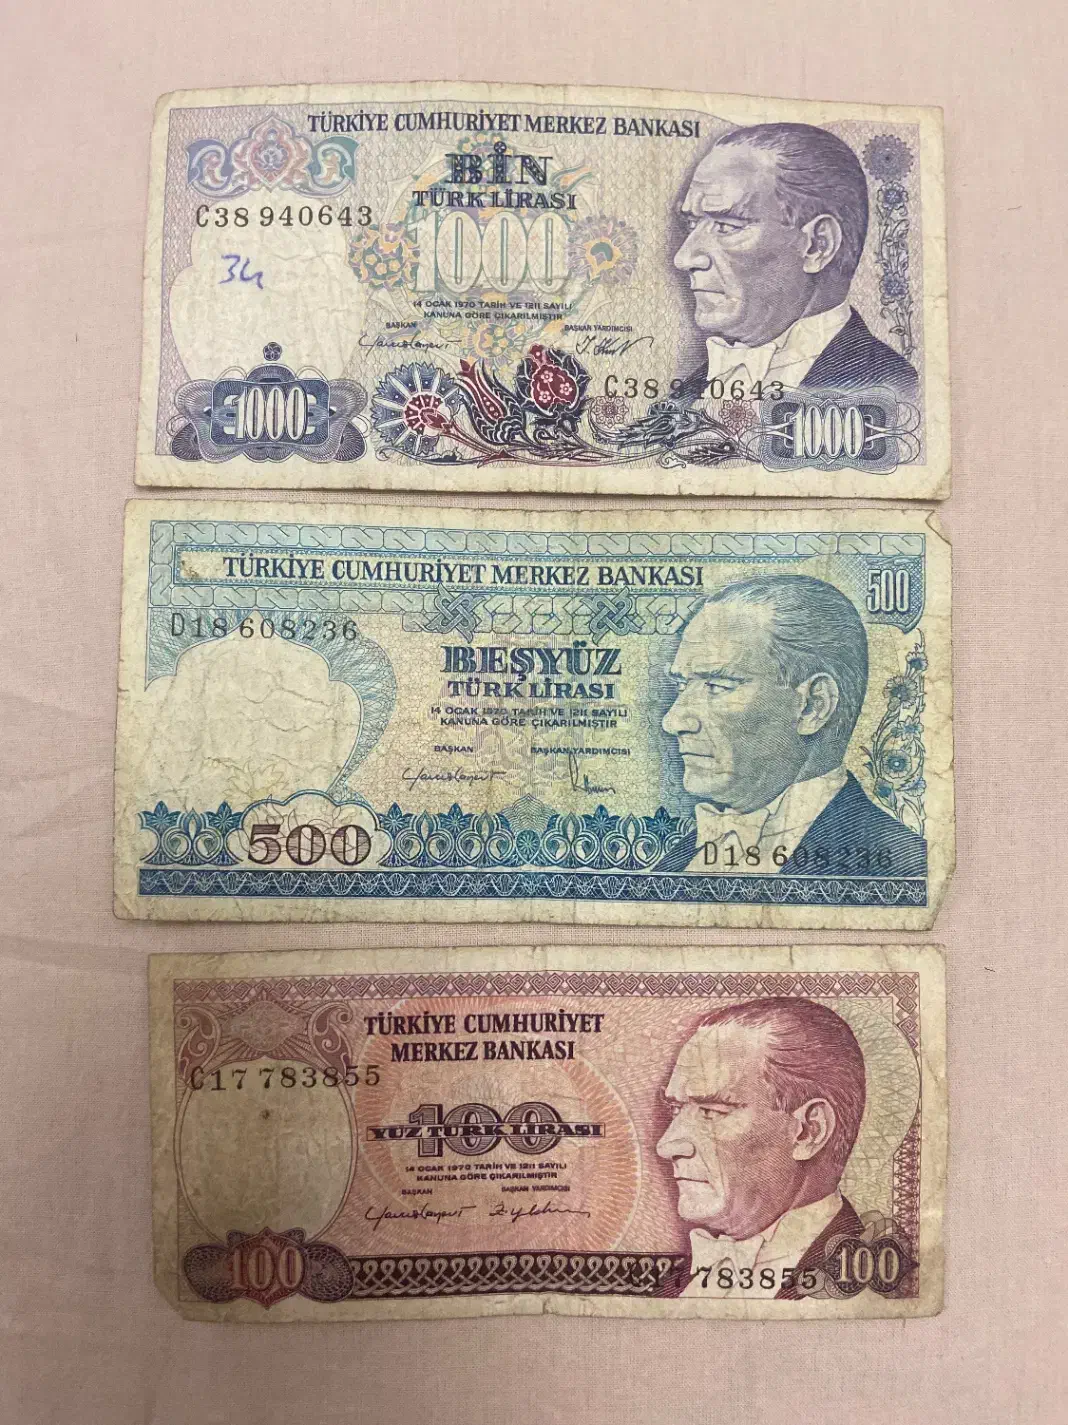 TÜRKİYE CUMHURİYET MERKEZ BANKASI
BİN
TÜRK LİRASI
C38 940643
1000
34
14 OCAK 1970 TARİH VE 1211 SAYILI
KANUNA GÖRE ÇIKARILMIŞTIR
BAŞKAN BAŞKAN YARDIMCISI
C38 940643
1000 1000
TÜRKİYE CUMHURİYET MERKEZ BANKASI
500
D18 608236
BEŞYÜZ
TÜRK LİRASI
14 OCAK 1970 TARİH VE 1211 SAYILI
KANUNA GÖRE ÇIKARILMIŞTIR
BAŞKAN BAŞKAN YARDIMCISI
500
D18 608236
TÜRKİYE CUMHURİYET
MERKEZ BANKASI
C17 783855
100
YÜZ TÜRK LİRASI
14 OCAK 1970 TARİH VE 1211 SAYILI
KANUNA GÖRE ÇIKARILMIŞTIR
BAŞKAN BAŞKAN YARDIMCISI
100 100
C17 783855